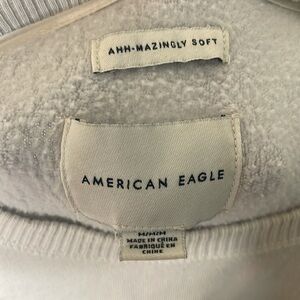 AHH-MAZINGLY SOFT
AMERICAN EAGLE
M/M/M
MADE IN CHINA
FABRIQUÉ EN
CHINE